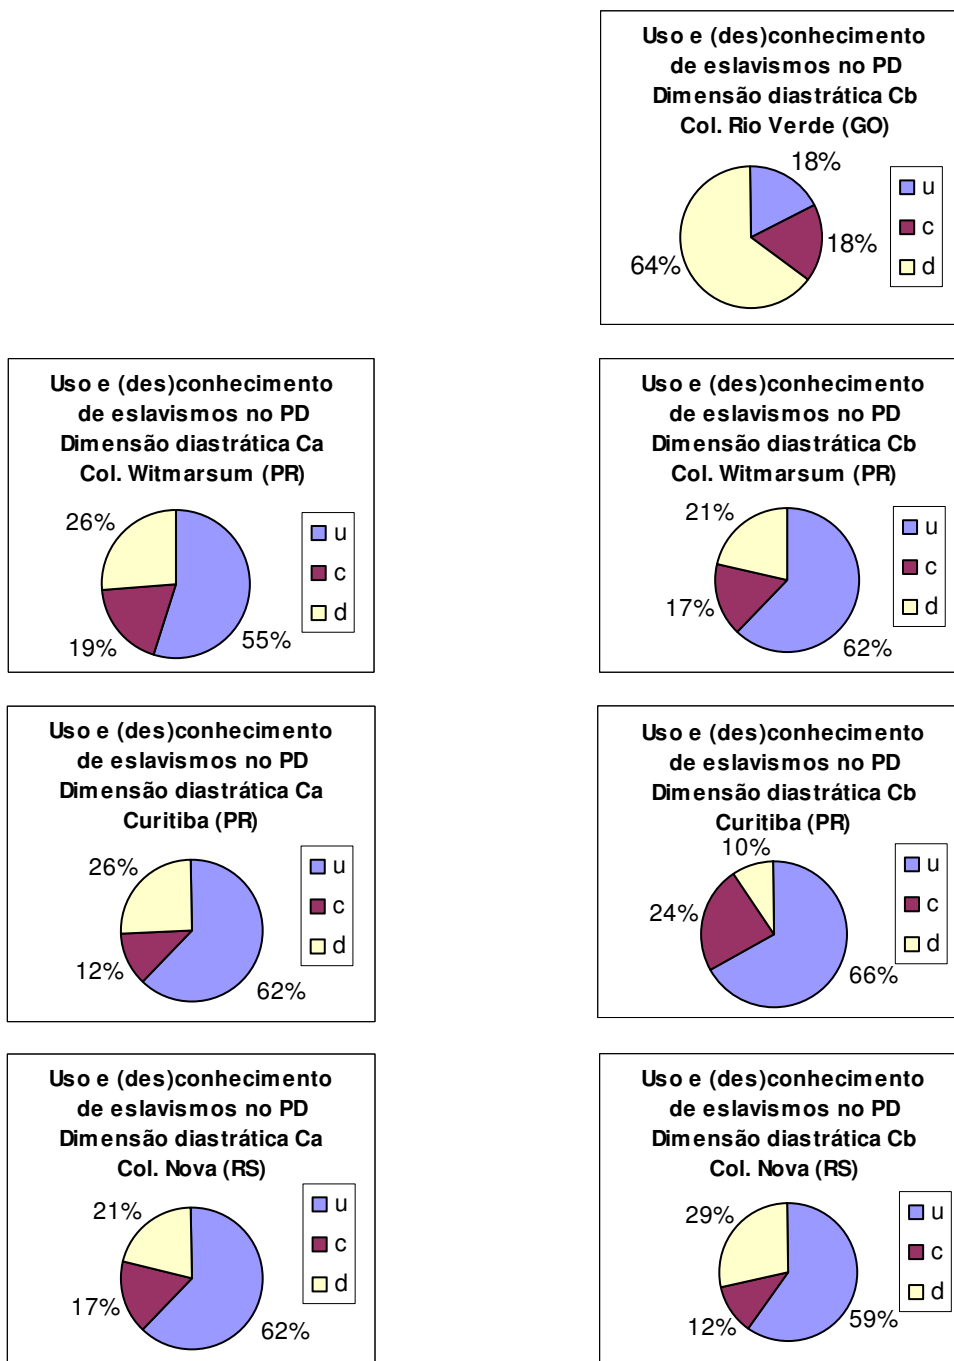 Uso e (des)conhecimento
de eslavismos no PD
Dimensão diastrática Cb
Col. Rio Verde (GO)
18%
18%
64%
u
c
d
Uso e (des)conhecimento
de eslavismos no PD
Dimensão diastrática Ca
Col. Witmarsum (PR)
26%
19%
55%
u
c
d
Uso e (des)conhecimento
de eslavismos no PD
Dimensão diastrática Cb
Col. Witmarsum (PR)
21%
17%
62%
u
c
d
Uso e (des)conhecimento
de eslavismos no PD
Dimensão diastrática Ca
Curitiba (PR)
26%
12%
62%
u
c
d
Uso e (des)conhecimento
de eslavismos no PD
Dimensão diastrática Cb
Curitiba (PR)
10%
24%
66%
u
c
d
Uso e (des)conhecimento
de eslavismos no PD
Dimensão diastrática Ca
Col. Nova (RS)
21%
17%
62%
u
c
d
Uso e (des)conhecimento
de eslavismos no PD
Dimensão diastrática Cb
Col. Nova (RS)
29%
12%
59%
u
c
d